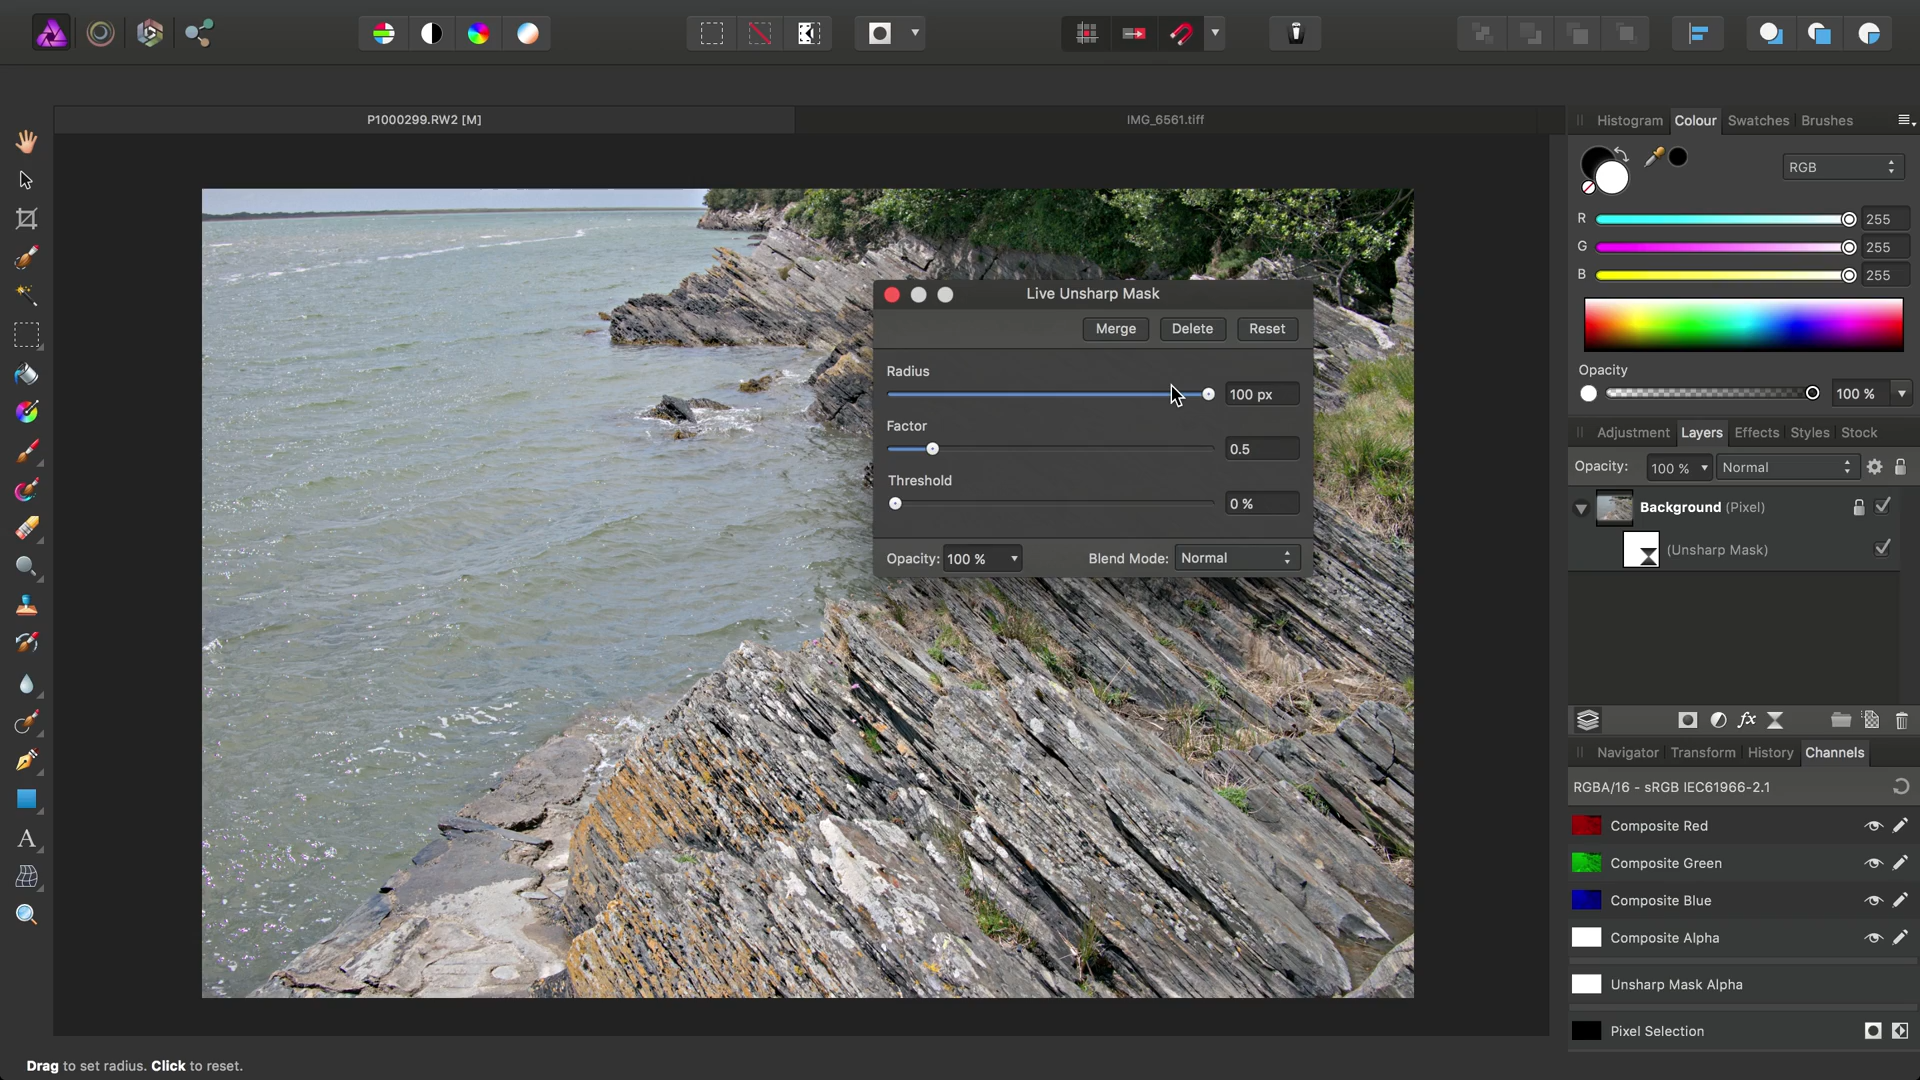 P1000299.RW2 [M]
IMG_6561.tiff
Histogram Colour Swatches Brushes
RGB
R 255
G 255
B 255
Opacity
100 %
Live Unsharp Mask
Merge Delete Reset
Radius
100 px
Factor
0.5
Threshold
0 %
Opacity: 100 % Blend Mode: Normal
Adjustment Layers Effects Styles Stock
Opacity: 100 % Normal
Background (Pixel)
(Unsharp Mask)
fx
Navigator Transform History Channels
RGBA/16 - sRGB IEC61966-2.1
Composite Red
Composite Green
Composite Blue
Composite Alpha
Unsharp Mask Alpha
Pixel Selection
A
Drag to set radius. Click to reset.